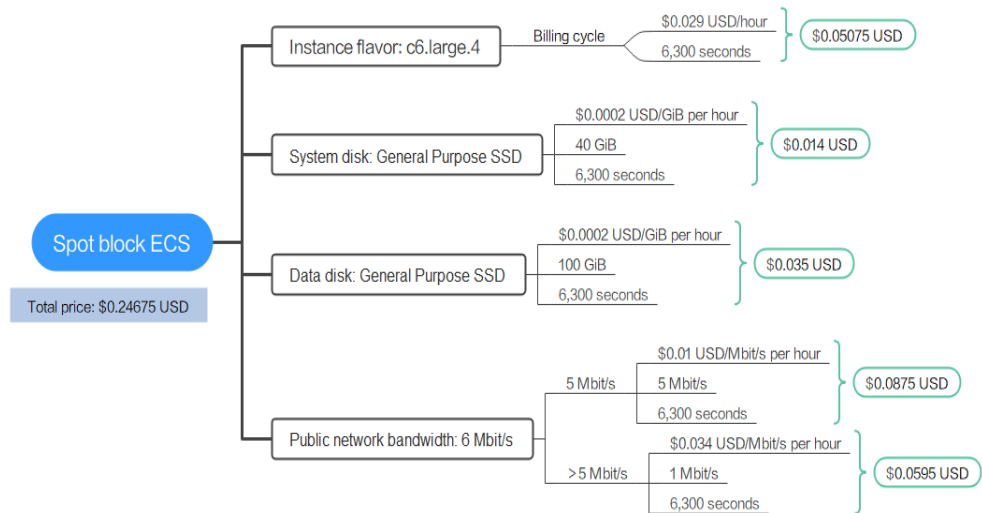 Spot block ECS
Total price: $0.24675 USD
Instance flavor: c6.large.4
Billing cycle
$0.029 USD/hour
6,300 seconds
$0.05075 USD
System disk: General Purpose SSD
$0.0002 USD/GiB per hour
40 GiB
6,300 seconds
$0.014 USD
Data disk: General Purpose SSD
$0.0002 USD/GiB per hour
100 GiB
6,300 seconds
$0.035 USD
Public network bandwidth: 6 Mbit/s
5 Mbit/s
$0.01 USD/Mbit/s per hour
5 Mbit/s
6,300 seconds
$0.0875 USD
>5 Mbit/s
$0.034 USD/Mbit/s per hour
1 Mbit/s
6,300 seconds
$0.0595 USD